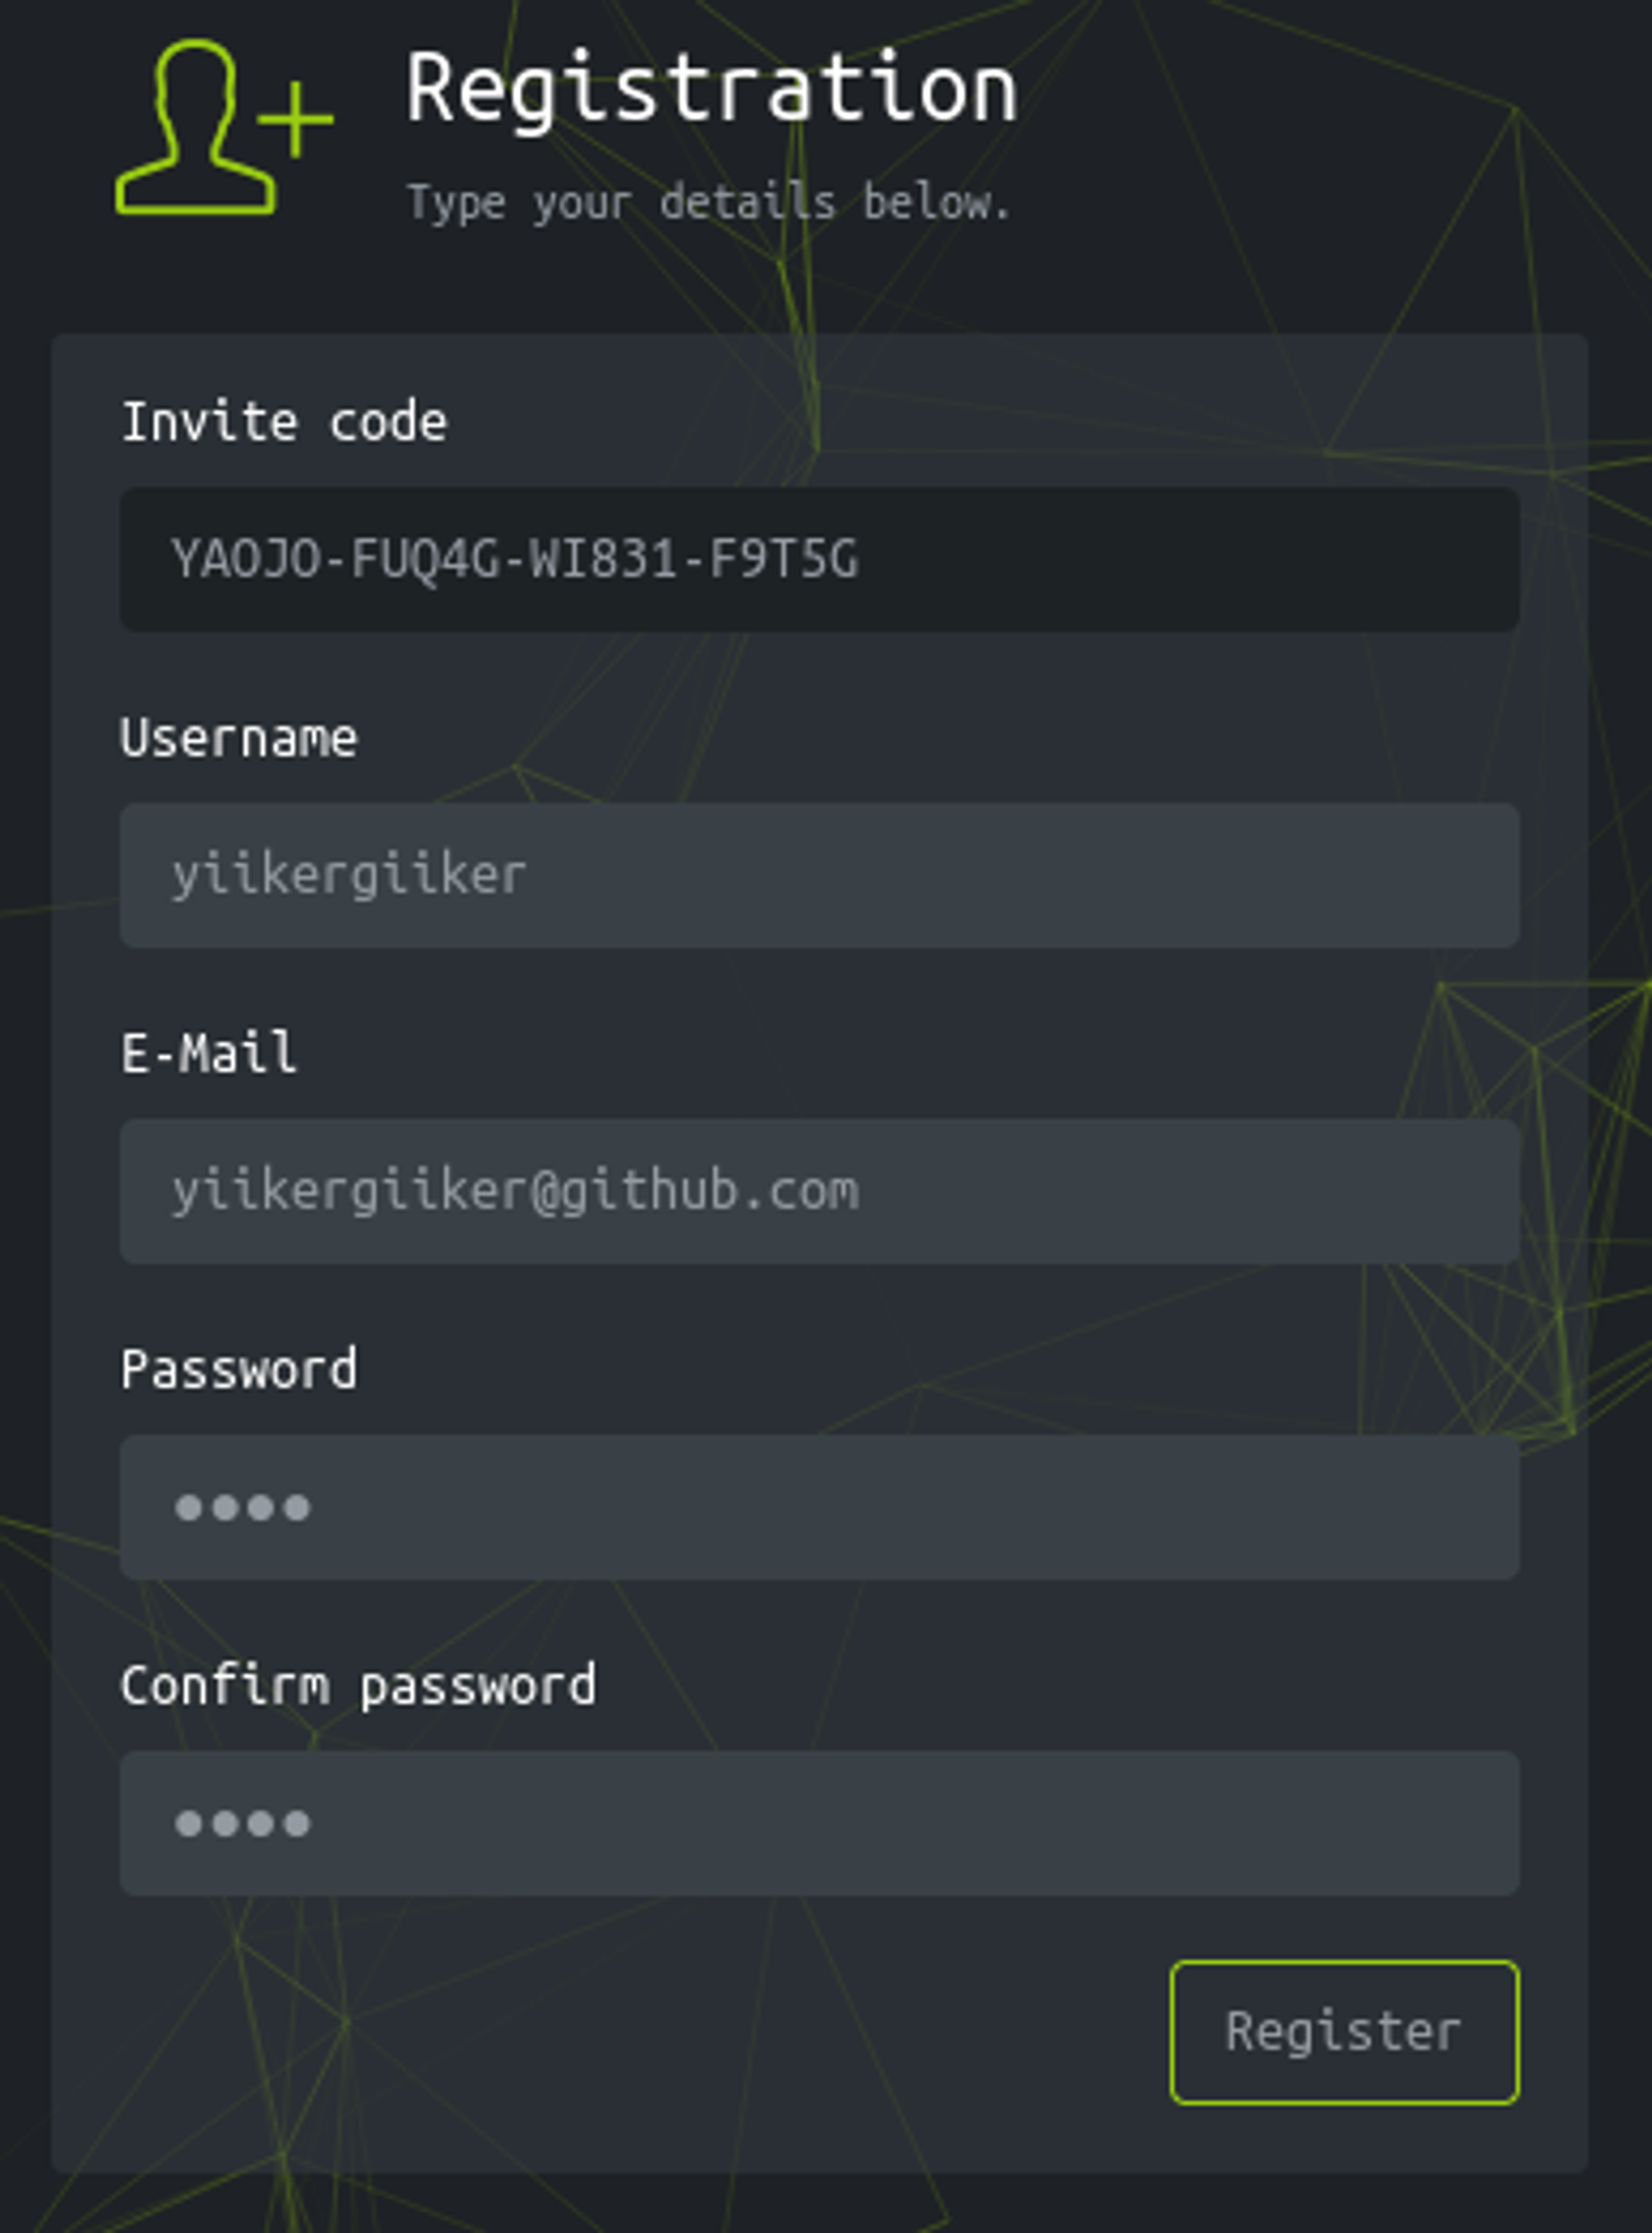 Registration
Type your details below.
Invite code
YAOJO-FUQ4G-WI831-F9T5G
Username
yiikergiiker
E-Mail
yiikergiiker@github.com
Password
••••
Confirm password
••••
Register